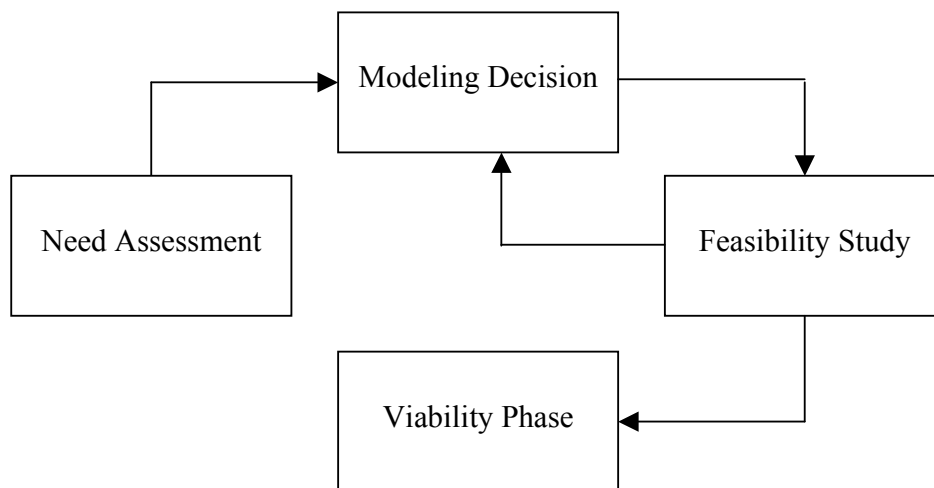 Modeling Decision
Need Assessment
Feasibility Study
Viability Phase